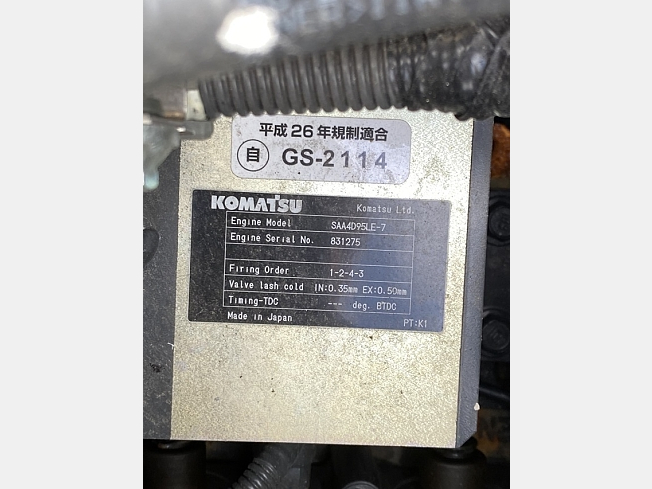 平成26年規制適合
自 GS-2114
KOMATSU Komatsu Ltd.
Engine Model SAA4D95LE-7
Engine Serial No. 831275
Firing Order 1-2-4-3
Valve lash cold IN:0.35mm EX:0.50mm
Timing-TDC --- deg. BTDC
Made in Japan PT:K1